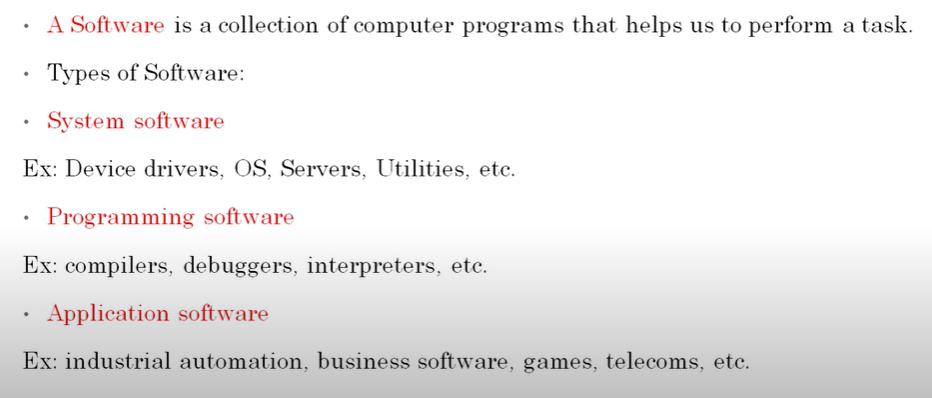 • A Software is a collection of computer programs that helps us to perform a task.
• Types of Software:
• System software
Ex: Device drivers, OS, Servers, Utilities, etc.
• Programming software
Ex: compilers, debuggers, interpreters, etc.
• Application software
Ex: industrial automation, business software, games, telecoms, etc.